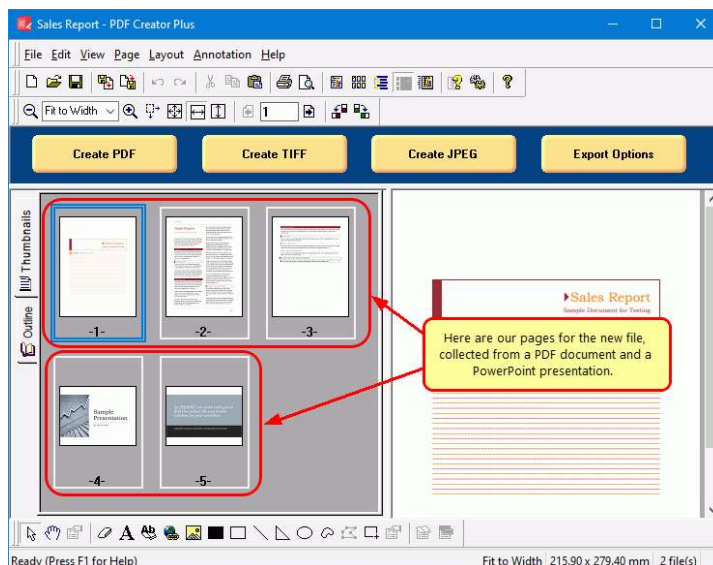 Sales Report - PDF Creator Plus
File Edit View Page Layout Annotation Help
Fit to Width
1
Create PDF
Create TIFF
Create JPEG
Export Options
Thumbnails
Outline
-1-
-2-
-3-
Sales Report
Sample Document for Testing
Here are our pages for the new file,
collected from a PDF document and a
PowerPoint presentation.
Sample
Presentation
-4-
-5-
Ready (Press F1 for Help)
Fit to Width
215.90 x 279.40 mm
2 file(s)